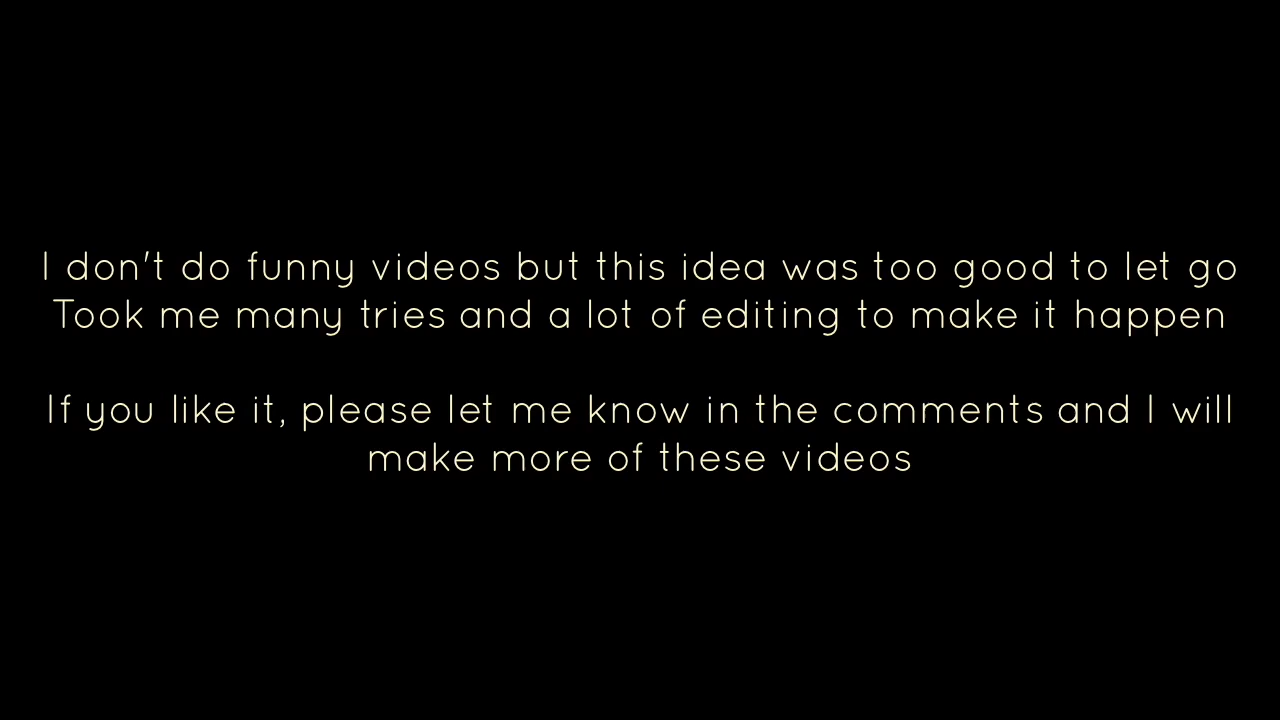 I don't do funny videos but this idea was too good to let go
Took me many tries and a lot of editing to make it happen
If you like it, please let me know in the comments and I will
make more of these videos